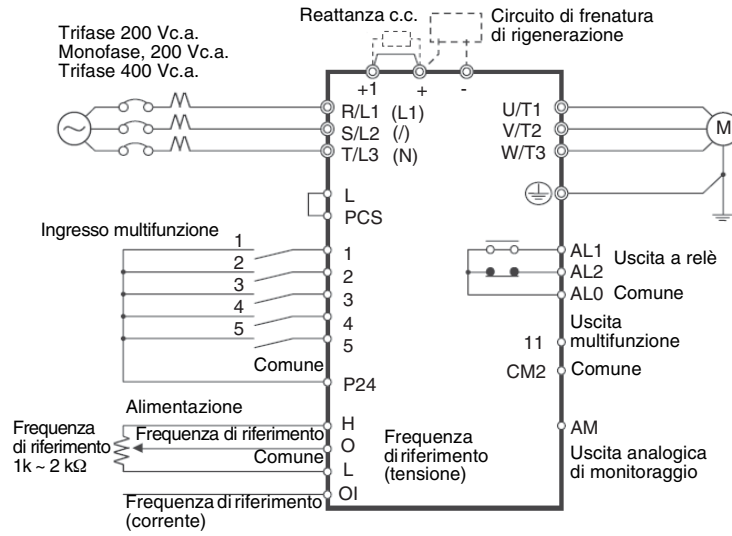 Reattanza c.c.
Circuito di frenatura
di rigenerazione
Trifase 200 Vc.a.
Monofase, 200 Vc.a.
Trifase 400 Vc.a.
+1
+
-
R/L1 (L1)
S/L2 (/)
T/L3 (N)
U/T1
V/T2
W/T3
M
L
PCS
Ingresso multifunzione
1
2
3
4
5
1
2
3
4
5
Comune
P24
AL1
AL2
AL0
Uscita a relè
Comune
Uscita
multifunzione
11
CM2
Comune
Alimentazione
H
Frequenza
di riferimento
1k ~ 2 kΩ
Frequenza di riferimento
O
Comune
L
Frequenza di riferimento
(corrente)
OI
Frequenza
di riferimento
(tensione)
AM
Uscita analogica
di monitoraggio